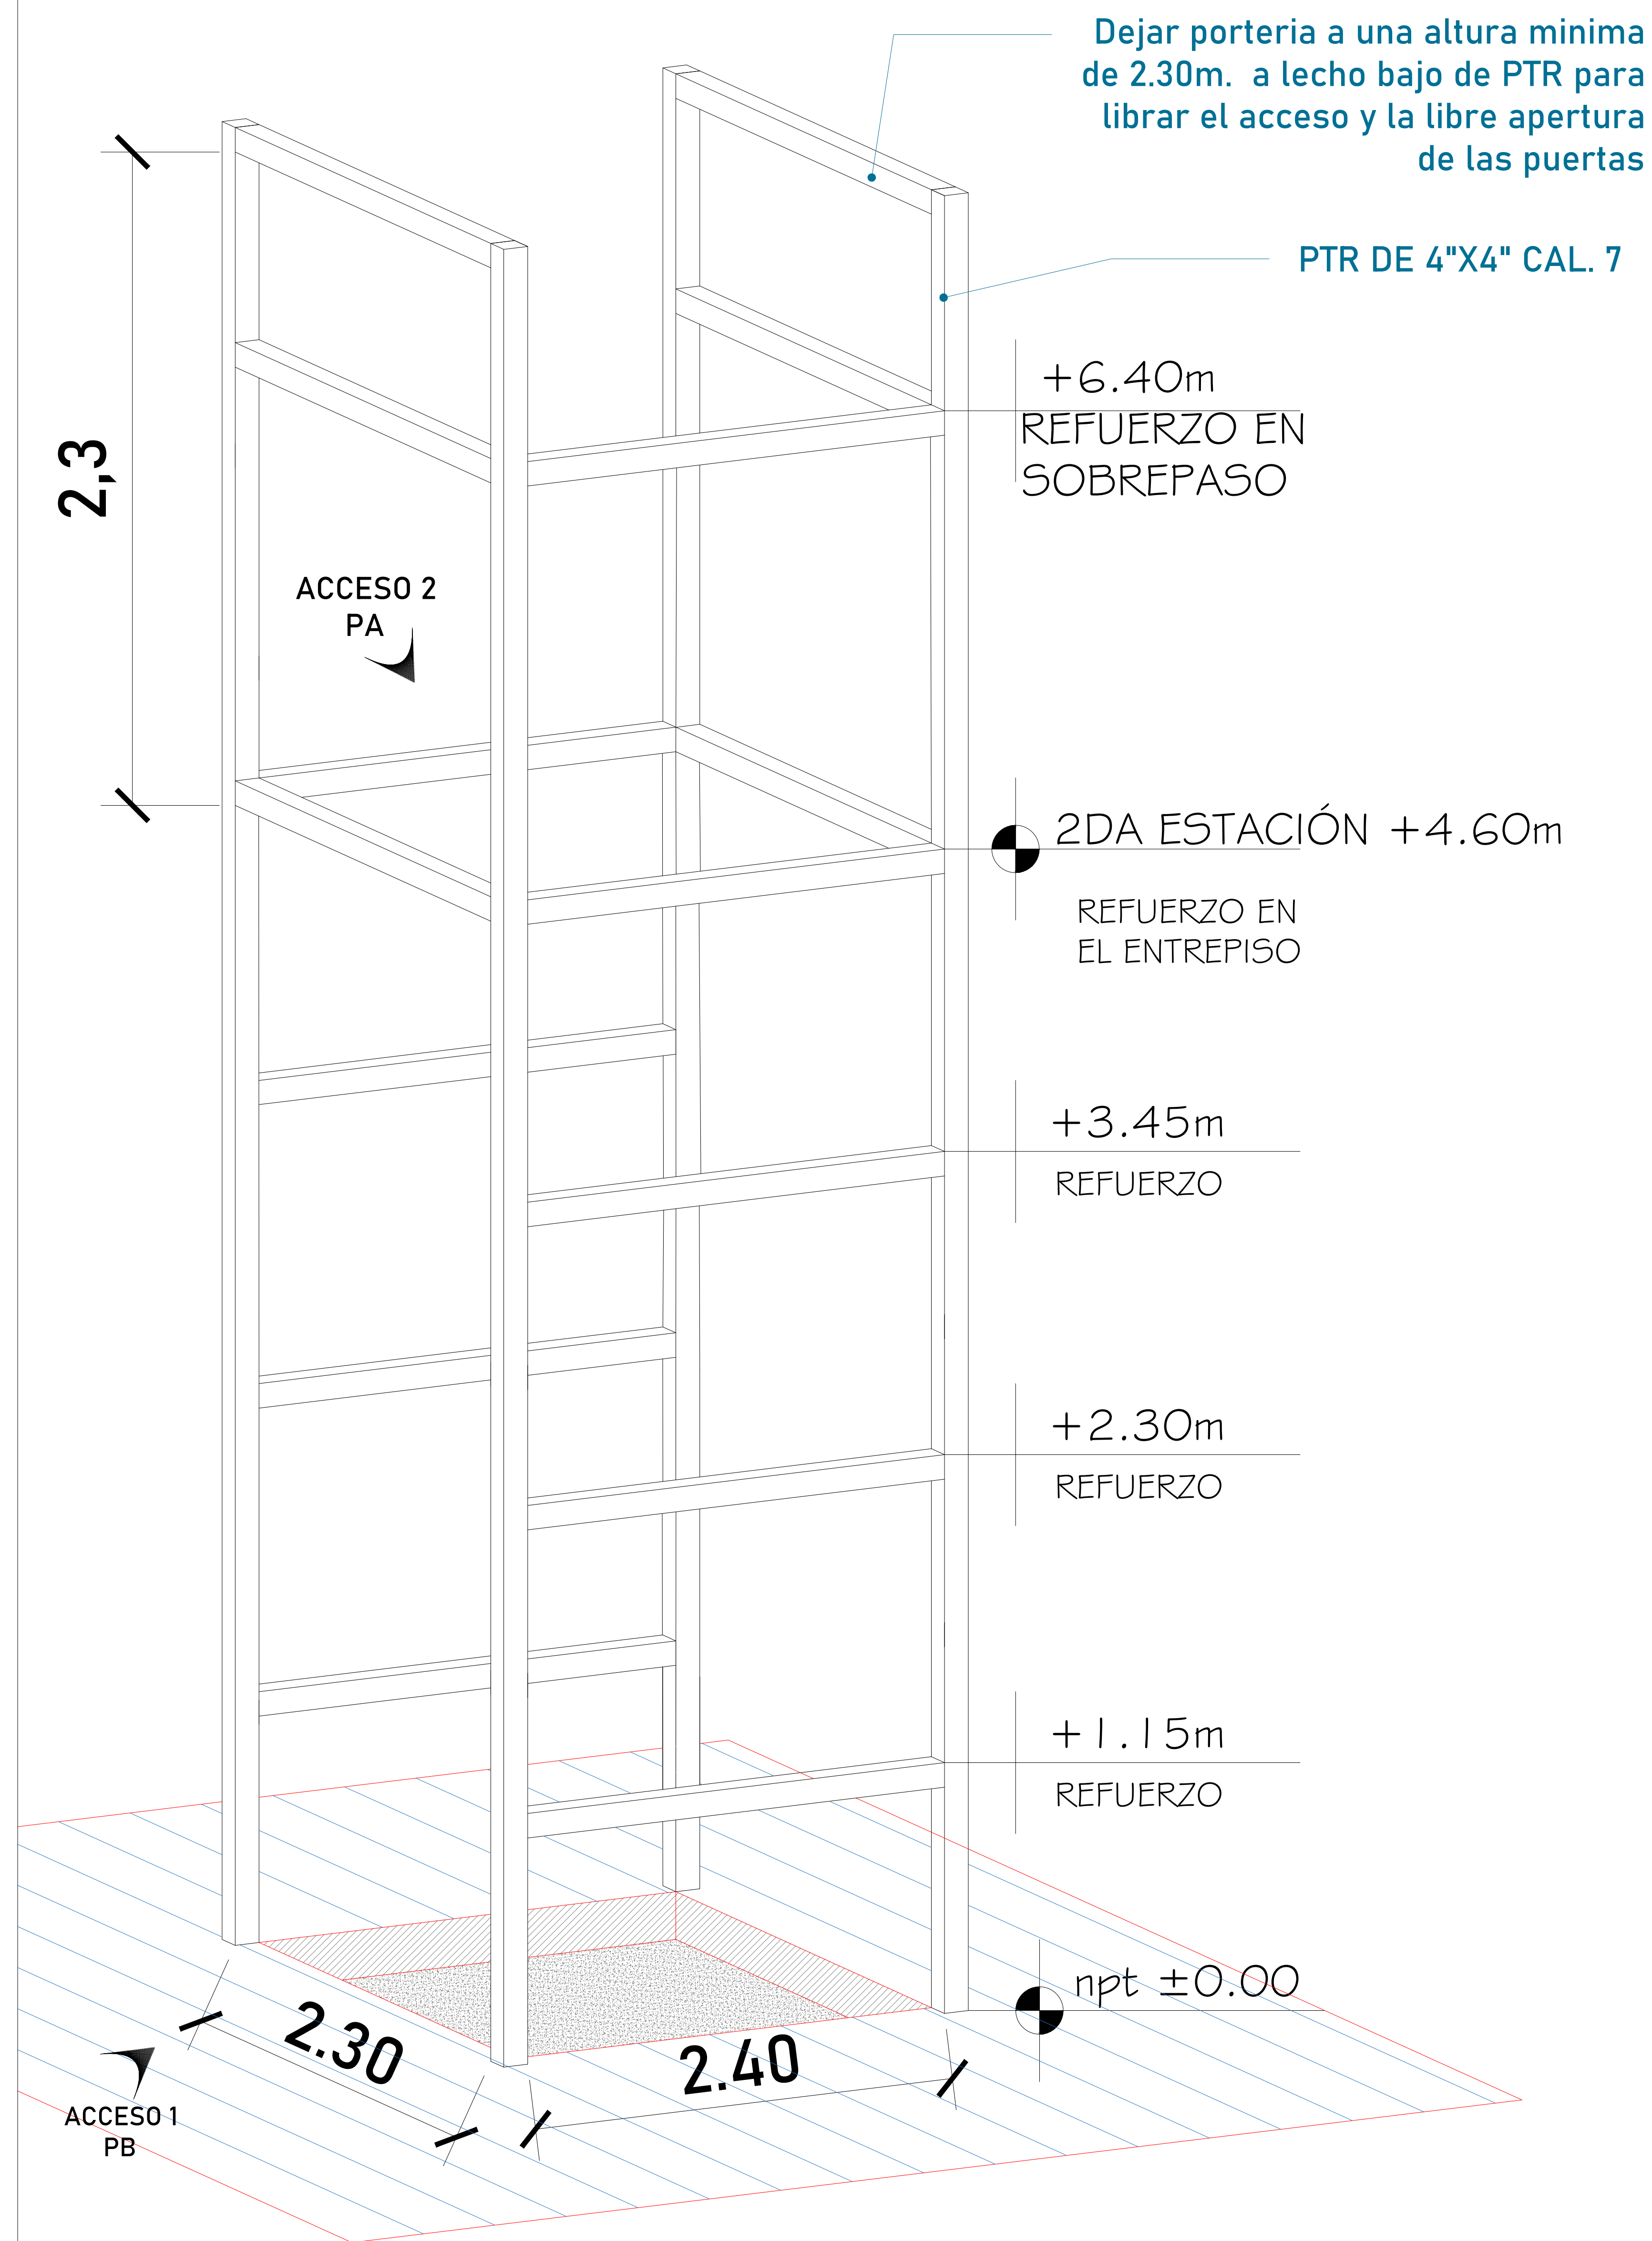 Dejar porteria a una altura minima
de 2.30m. a lecho bajo de PTR para
librar el acceso y la libre apertura
de las puertas
PTR DE 4"X4" CAL. 7
+6.40m
REFUERZO EN
SOBREPASO
2,3
ACCESO 2
PA
2DA ESTACIÓN +4.60m
REFUERZO EN
EL ENTREPISO
+3.45m
REFUERZO
+2.30m
REFUERZO
+1.15m
REFUERZO
npt ±0.00
2.30
2.40
ACCESO 1
PB